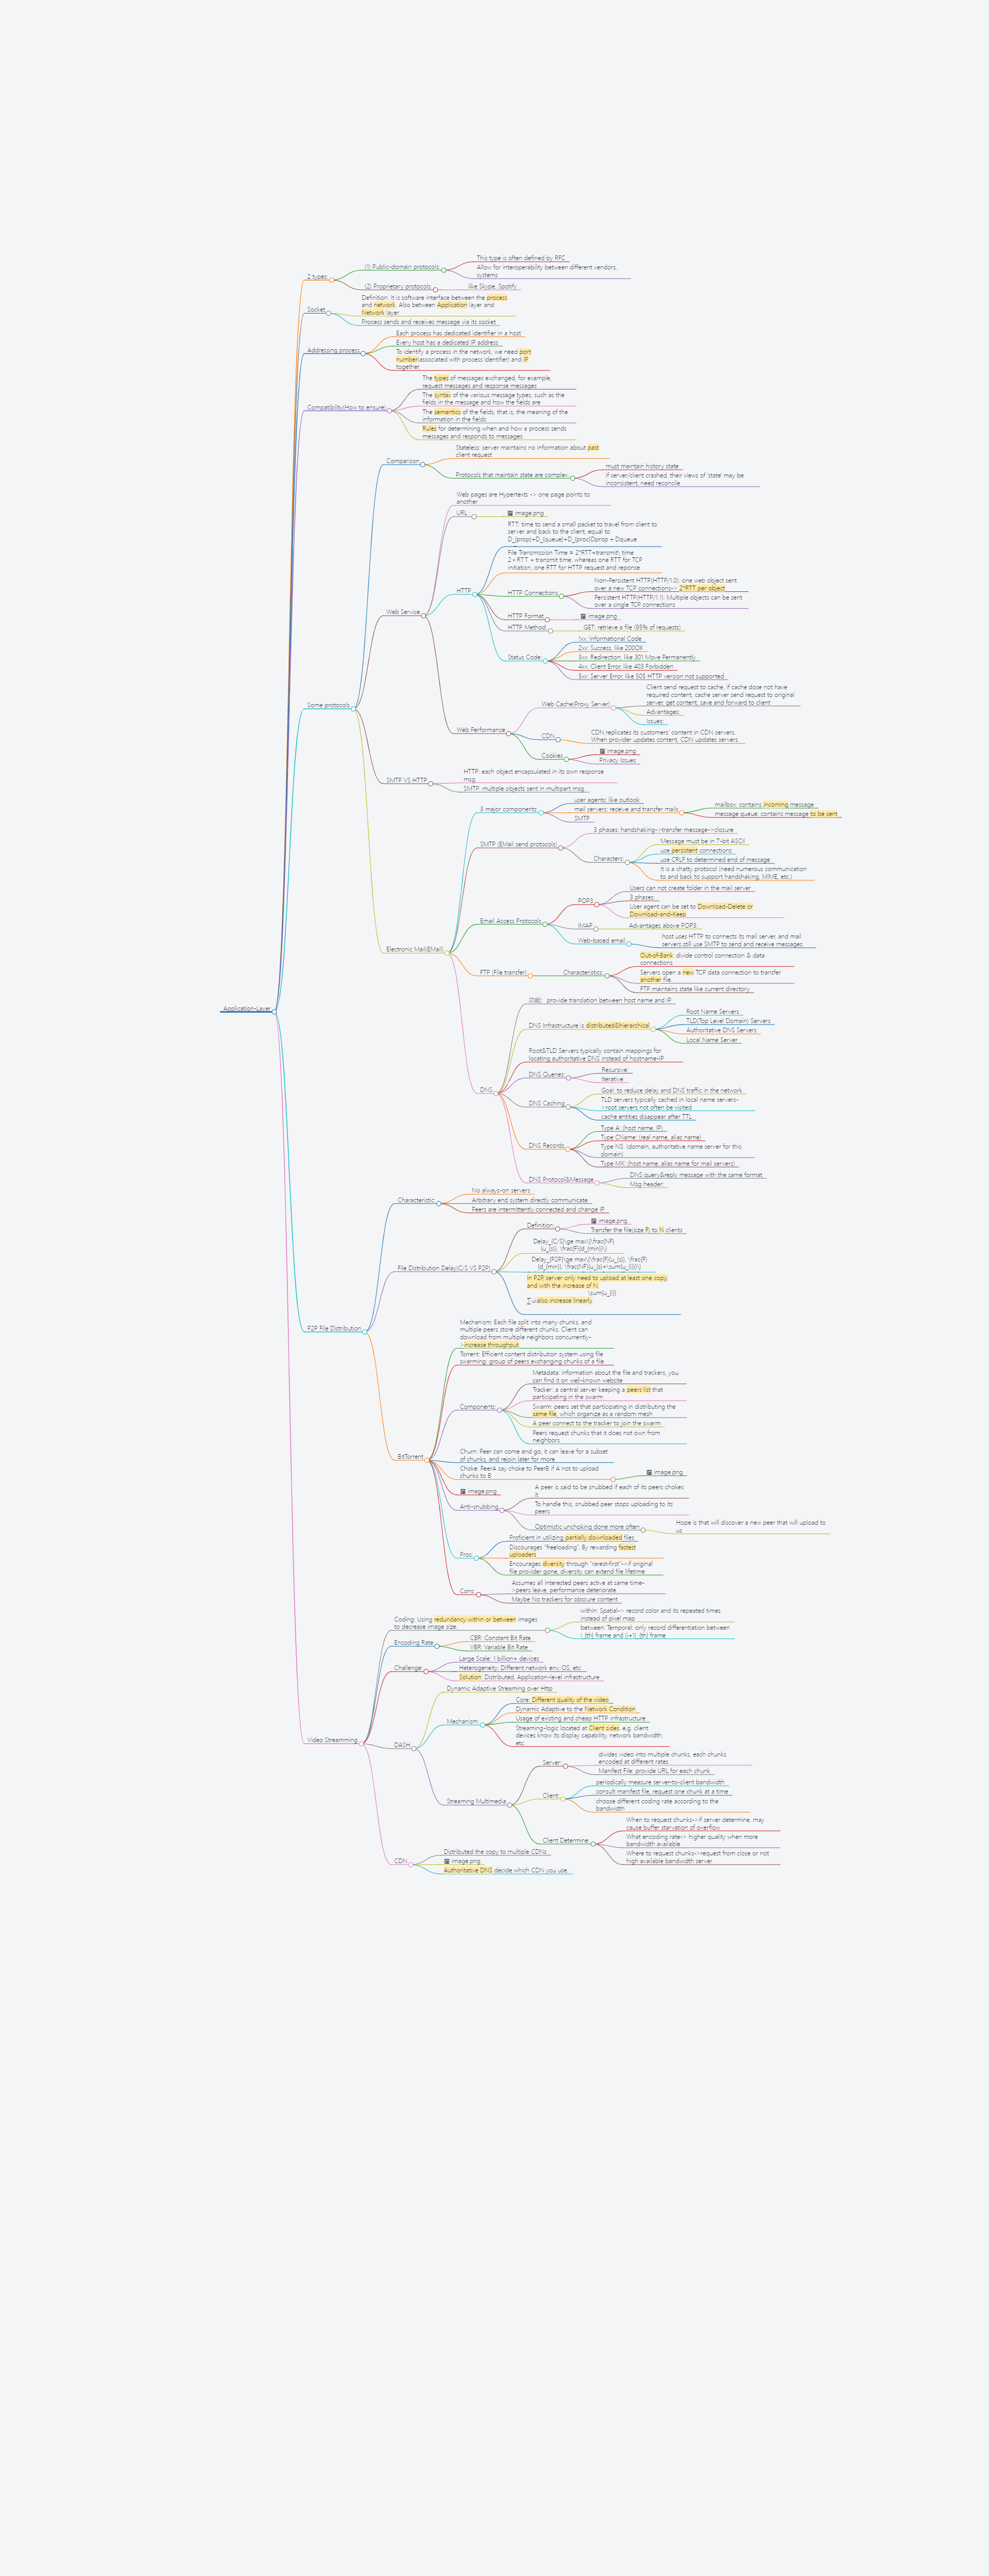 Application-Layer
2 types:
(1) Public-domain protocols:
This type is often defined by RFC
Allow for interoperability between different vendors,
systems
(2) Proprietary protocols:
like Skype, Spotify
Socket
Definition: It is software interface between the process
and network. Also between Application layer and
Network layer
Process sends and receives message via its socket
Addressing process
Each process has dedicated identifier in a host
Every host has a dedicated IP address
To identify a process in the network, we need port
number(associated with process identifier) and IP
together.
Compatibility(How to ensure)
The types of messages exchanged, for example,
request messages and response messages
The syntax of the various message types, such as the
fields in the message and how the fields are
The semantics of the fields, that is, the meaning of the
information in the fields
Rules for determining when and how a process sends
messages and responds to messages
Some protocols
Comparison
Stateless: server maintains no information about past
client request
Protocols that maintain state are complex:
must maintain history state
if server/client crashed, their views of 'state' may be
inconsistent, need reconcile
Web Service
Web pages are Hypertexts -> one page points to
another
URL :
image.png
HTTP
RTT: time to send a small packet to travel from client to
server and back to the client, equal to
D_{prop}+D_{queue}+D_{proc}Dprop + Dqueue
File Transmission Time = 2*RTT+transmitl\ time
2 * RTT + transmit time, whereas one RTT for TCP
initiation, one RTT for HTTP request and reponse
HTTP Connections
Non-Persistent HTTP(HTTP/1.0): one web object sent
over a new TCP connections-> 2*RTT per object
Persistent HTTP(HTTP/1.1): Multiple objects can be sent
over a single TCP connections
HTTP Format
image.png
HTTP Method:
GET: retrieve a file (95% of requests)
Status Code:
1xx: Informational Code
2xx: Success, like 200OK
3xx: Redirection, like 301 Move Permanently
4xx: Client Error, like 403 Forbidden
5xx: Server Error, like 505 HTTP version not supported
Web Performance
Web Cache(Proxy Server)
Client send request to cache, if cache dose not have
required content, cache server send request to original
server, get content, save and forward to client
Advantages:
Issues:
CDN
CDN replicates its customers' content in CDN servers.
When provider updates content, CDN updates servers
Cookies
image.png
Privacy Issues
SMTP VS HTTP
HTTP: each object encapsulated in its own response
msg
SMTP: multiple objects sent in multipart msg.
Electronic Mail(EMail)
3 major components:
user agents: like outlook
mail servers: receive and transfer mails
mailbox: contains incoming message
message queue: contains message to be sent
SMTP
SMTP (EMail send protocols)
3 phases: handshaking->transfer message->closure
Characters:
Message must be in 7-bit ASCI
use persistent connections
use CRLF to determined end of message
It is a chatty protocol (need numerous communication
to and back to support handshaking, MIME, etc.)
Email Access Protocols
POP3
Users can not create folder in the mail server
3 phases:
User agent can be set to Download-Delete or
Download-and-Keep
IMAP
Advantages above POP3:
Web-based email
host uses HTTP to connects its mail server, and mail
servers still use SMTP to send and receive messages
FTP (File transfer)
Characteristics:
Out-of-Bank: divide control connection & data
connections
Servers open a new TCP data connection to transfer
another file.
FTP maintains state like current directory
DNS
功能：provide translation between host name and IP
DNS Infrastructure is distributed&hierarchical
Root Name Servers
TLD(Top Level Domain) Servers
Authoritative DNS Servers
Local Name Server
Root&TLD Servers typically contain mappings for
locating authoritative DNS instead of hostname-IP
DNS Queries:
Recursive:
Iterative:
DNS Caching
Goal: to reduce delay and DNS traffic in the network
TLD servers typically cached in local name servers-
>root servers not often be visited
cache entities disappear after TTL
DNS Records
Type A: (host name, IP)
Type CName: (real name, alias name)
Type NS: (domain, authoritative name server for this
domain)
Type MX: (host name, alias name for mail servers)
DNS Protocol&Message
DNS query&reply message with the same format
Msg header:
P2P File Distribution
Characteristic:
No always-on servers
Arbitrary end system directly communicate
Peers are intermittently connected and change IP
File Distribution Delay(C/S VS P2P)
Definition:
image.png
Transfer the file(size F) to N clients
Delay_{C/S}\ge max\{\frac{NF}
{u_{s}}, \frac{F}{d_{min}}\}
Delay_{P2P}\ge max\{\frac{F}{u_{s}}, \frac{F}
{d_{min}}, \frac{NF}{u_{s}+\sum{u_{i}}}\}
In P2P, server only need to upload at least one copy,
and with the increase of N,
\sum{u_{i}}
∑ui also increase linearly
BitTorrent
Mechanism: Each file split into many chunks, and
multiple peers store different chunks. Client can
download from multiple neighbors concurrently-
>increase throughput.
Torrent: Efficient content distribution system using file
swarming: group of peers exchanging chunks of a file
Components:
Metadata: information about the file and trackers, you
can find it on well-known website
Tracker: a central server keeping a peers list that
participating in the swarm
Swarm: peers set that participating in distributing the
same file, which organize as a random mesh
A peer connect to the tracker to join the swarm
Peers request chunks that it does not own from
neighbors
Churn: Peer can come and go, it can leave for a subset
of chunks, and rejoin later for more
Choke: PeerA say choke to PeerB if A not to upload
chunks to B
image.png
image.png
Anti-snubbing
A peer is said to be snubbed if each of its peers chokes
it
To handle this, snubbed peer stops uploading to its
peers
Optimistic unchoking done more often
Hope is that will discover a new peer that will upload to
us
Pros:
Proficient in utilizing partially downloaded files
Discourages "freeloading", By rewarding fastest
uploaders
Encourages diversity through "rarest-first"->if original
file provider gone, diversity can extend file lifetime
Cons:
Assumes all interested peers active at same time-
>peers leave, performance deteriorate
Maybe No trackers for obscure content
Video Streamming
Coding: Using redundancy within or between images
to decrease image size.
within: Spatial-> record color and its repeated times
instead of pixel map
between: Temporal: only record differentiation between
i_{th} frame and (i+1)_{th} frame
Encoding Rate
CBR: Constant Bit Rate
VBR: Variable Bit Rate
Challenge:
Large Scale: 1 billion+ devices
Heterogeneity: Different network env, OS, etc.
Solution: Distributed, Application-level infrastructure
DASH
Dynamic Adaptive Streaming over Http
Mechanism:
Core: Different quality of the video
Dynamic Adaptive to the Network Condition
Usage of existing and cheap HTTP infrastructure
Streaming-logic located at Client sides. e.g. client
devices know its display capability, network bandwidth,
etc.
Streaming Multimedia
Server:
divides video into multiple chunks, each chunks
encoded at different rates
Manifest File: provide URL for each chunk
Client:
periodically measure server-to-client bandwidth
consult manifest file, request one chunk at a time
choose different coding rate according to the
bandwidth
Client Determine:
When to request chunks->if server determine, may
cause buffer starvation of overflow
What encoding rate-> higher quality when more
bandwidth available
Where to request chunks->request from close or not
high available bandwidth server
CDN
Distributed the copy to multiple CDNs
image.png
Authoritative DNS decide which CDN you use.